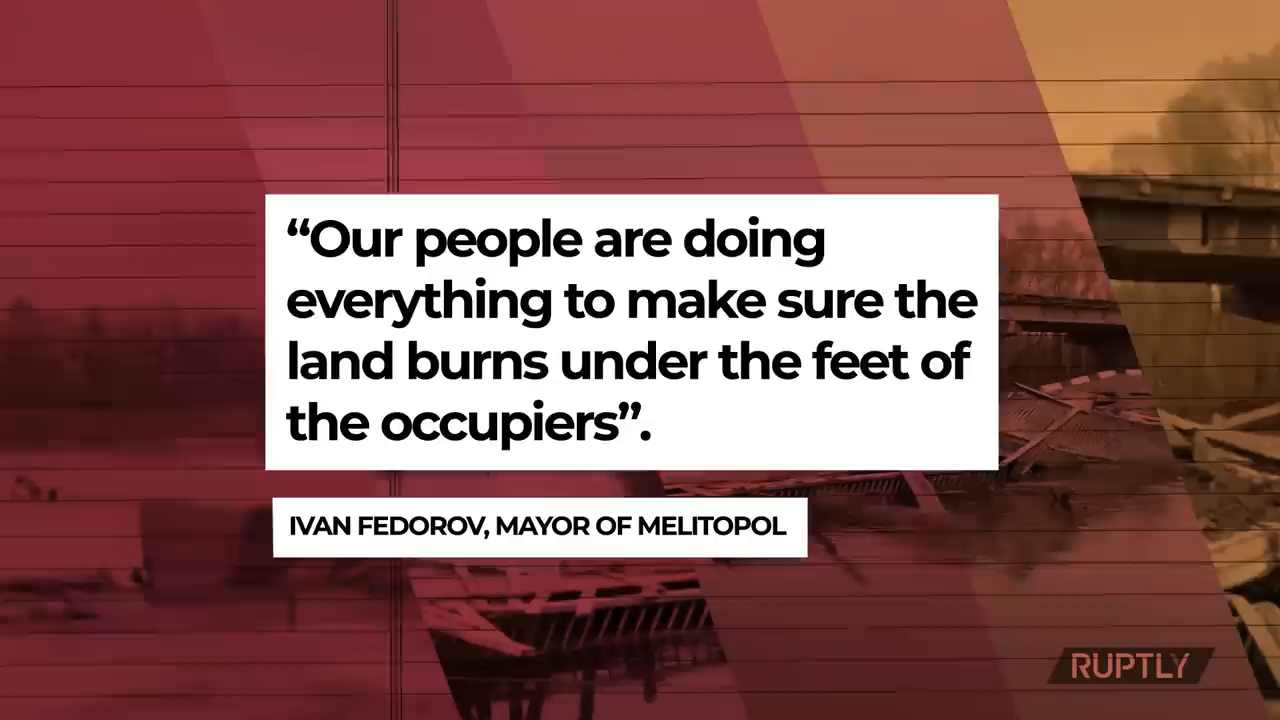 “Our people are doing
everything to make sure the
land burns under the feet of
the occupiers”.
IVAN FEDOROV, MAYOR OF MELITOPOL
RUPTLY